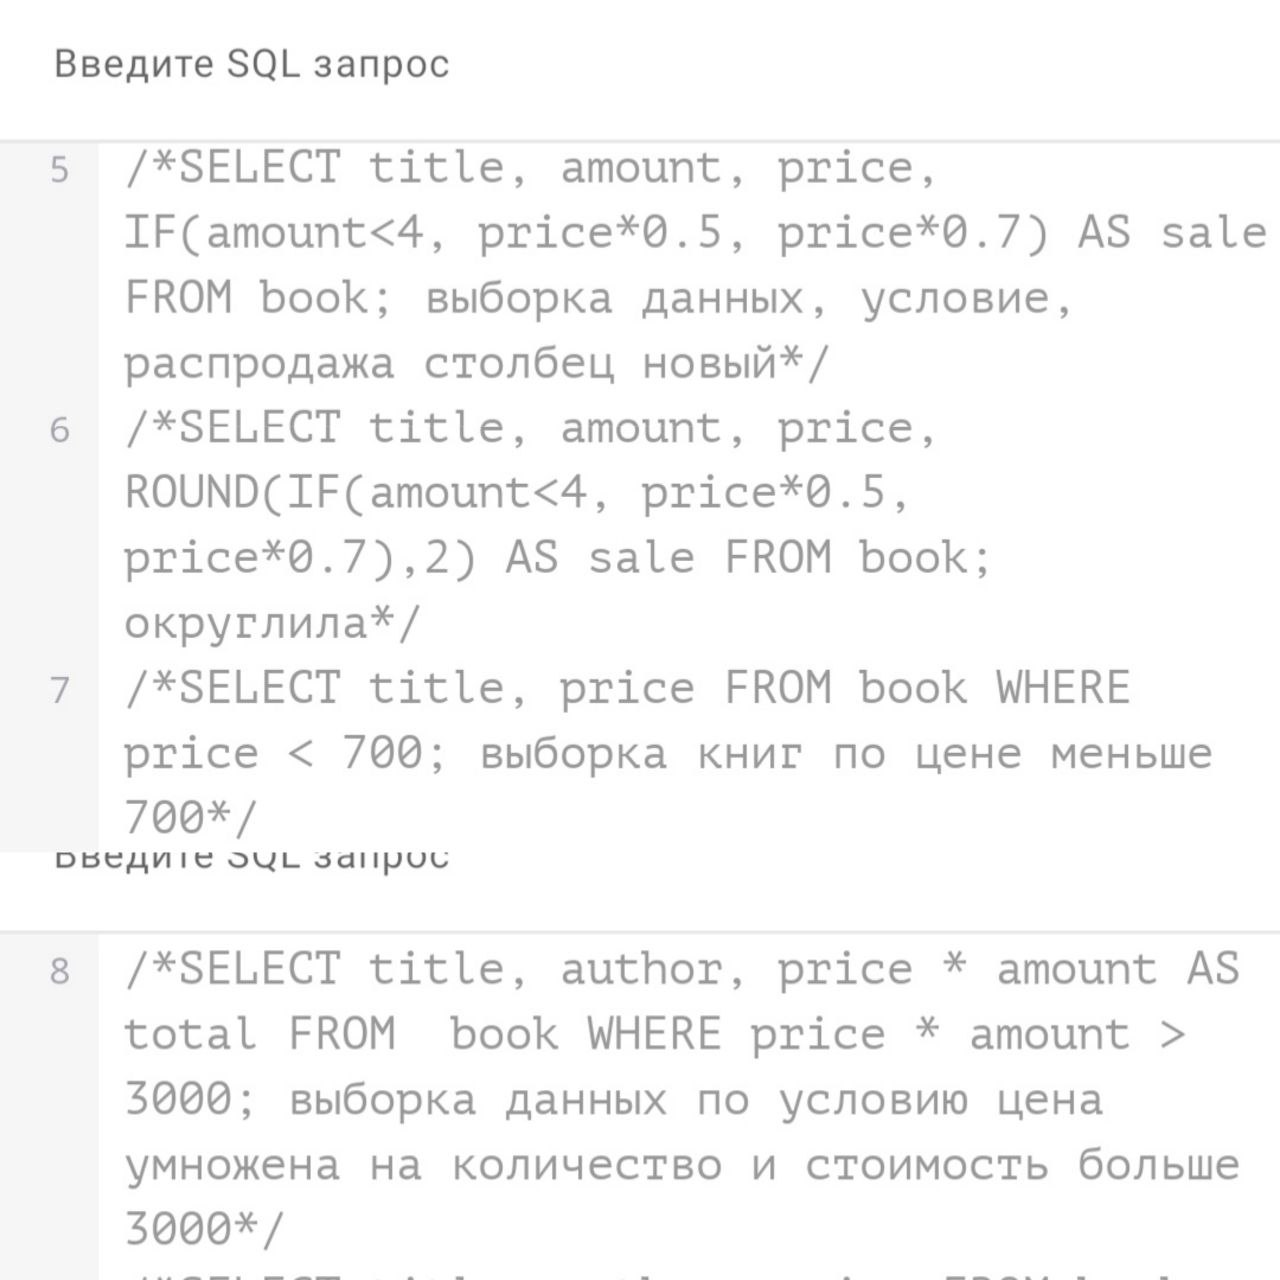 Введите SQL запрос
5 /*SELECT title, amount, price,
IF(amount<4, price*0.5, price*0.7) AS sale
FROM book; выборка данных, условие,
распродажа столбец новый*/
6 /*SELECT title, amount, price,
ROUND(IF(amount<4, price*0.5,
price*0.7),2) AS sale FROM book;
округлила*/
7 /*SELECT title, price FROM book WHERE
price < 700; выборка книг по цене меньше
700*/
Введите SQL запрос
8 /*SELECT title, author, price * amount AS
total FROM  book WHERE price * amount >
3000; выборка данных по условию цена
умножена на количество и стоимость больше
3000*/